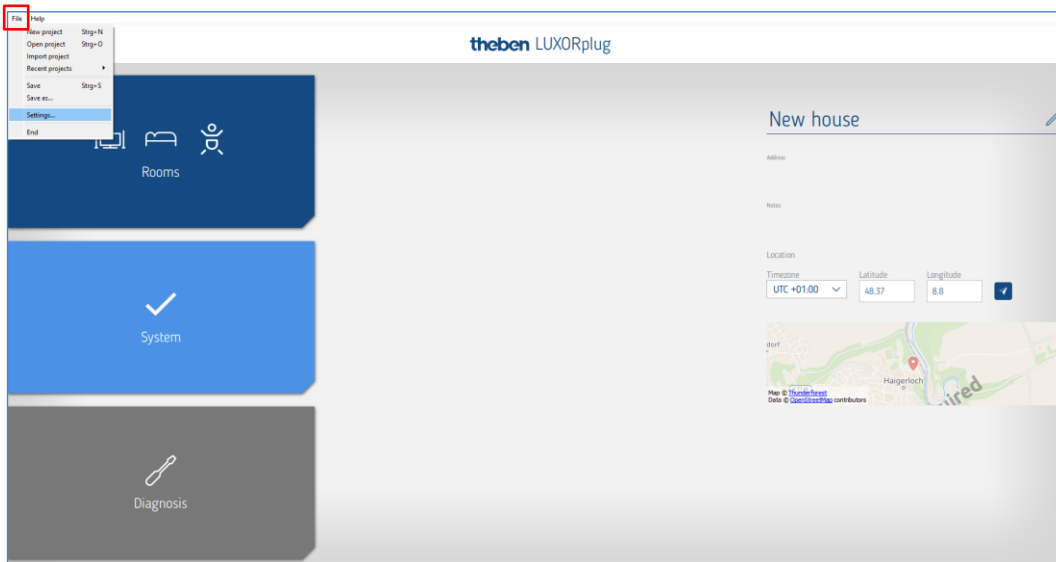 File Help
New project Strg+N
Open project Strg+O
Import project
Recent projects
Save Strg+S
Save as...
Settings...
End
theben LUXORplug
Rooms
System
Diagnosis
New house
Address
Notes
Location
Timezone Latitude Longitude
UTC +01:00 48.37 8.8
dorf
Haigerloch
Map © Thunderforest
Data © OpenStreetMap contributors
ired